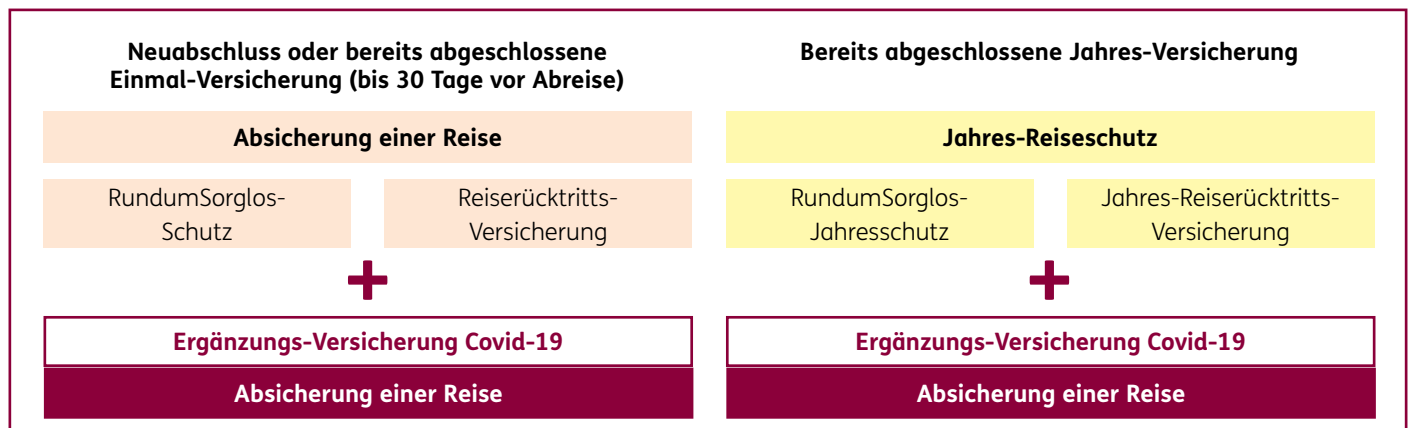 Neuabschluss oder bereits abgeschlossene
Einmal-Versicherung (bis 30 Tage vor Abreise)
Absicherung einer Reise
RundumSorglos-
Schutz
Reiserücktritts-
Versicherung
+
Ergänzungs-Versicherung Covid-19
Absicherung einer Reise
Bereits abgeschlossene Jahres-Versicherung
Jahres-Reiseschutz
RundumSorglos-
Jahresschutz
Jahres-Reiserücktritts-
Versicherung
+
Ergänzungs-Versicherung Covid-19
Absicherung einer Reise